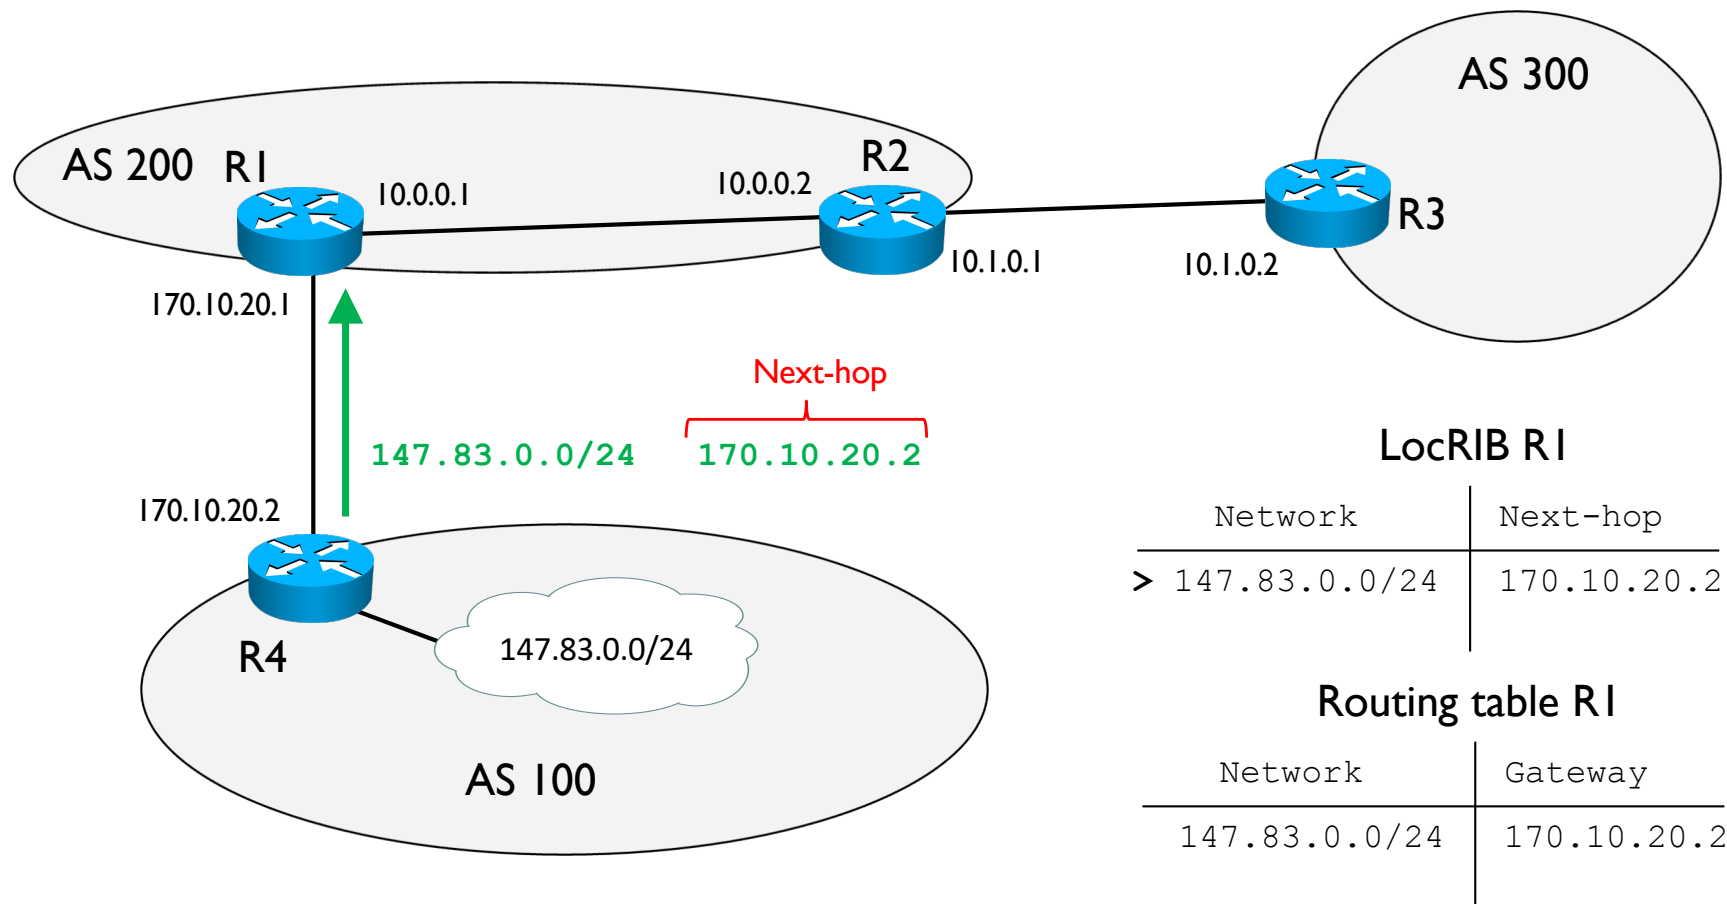 AS 300
AS 200
R1
R2
10.0.0.1
10.0.0.2
R3
10.1.0.1
10.1.0.2
170.10.20.1
Next-hop
147.83.0.0/24 170.10.20.2
170.10.20.2
R4
147.83.0.0/24
AS 100
LocRIB R1
Network Next-hop
> 147.83.0.0/24 170.10.20.2
Routing table R1
Network Gateway
147.83.0.0/24 170.10.20.2